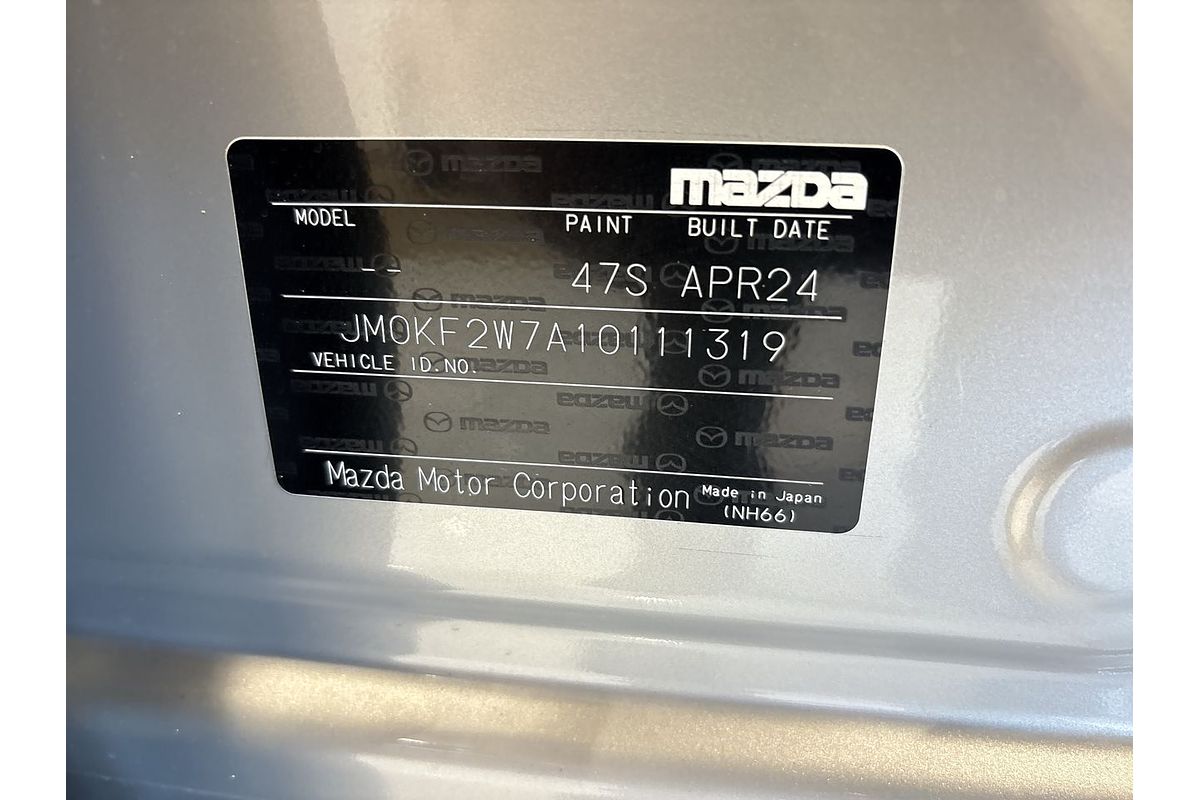 mazda
MODEL PAINT BUILT DATE
-- 47S APR24
JM0KF2W7A10111319
VEHICLE ID.NO.
Mazda Motor Corporation Made in Japan
(NH66)